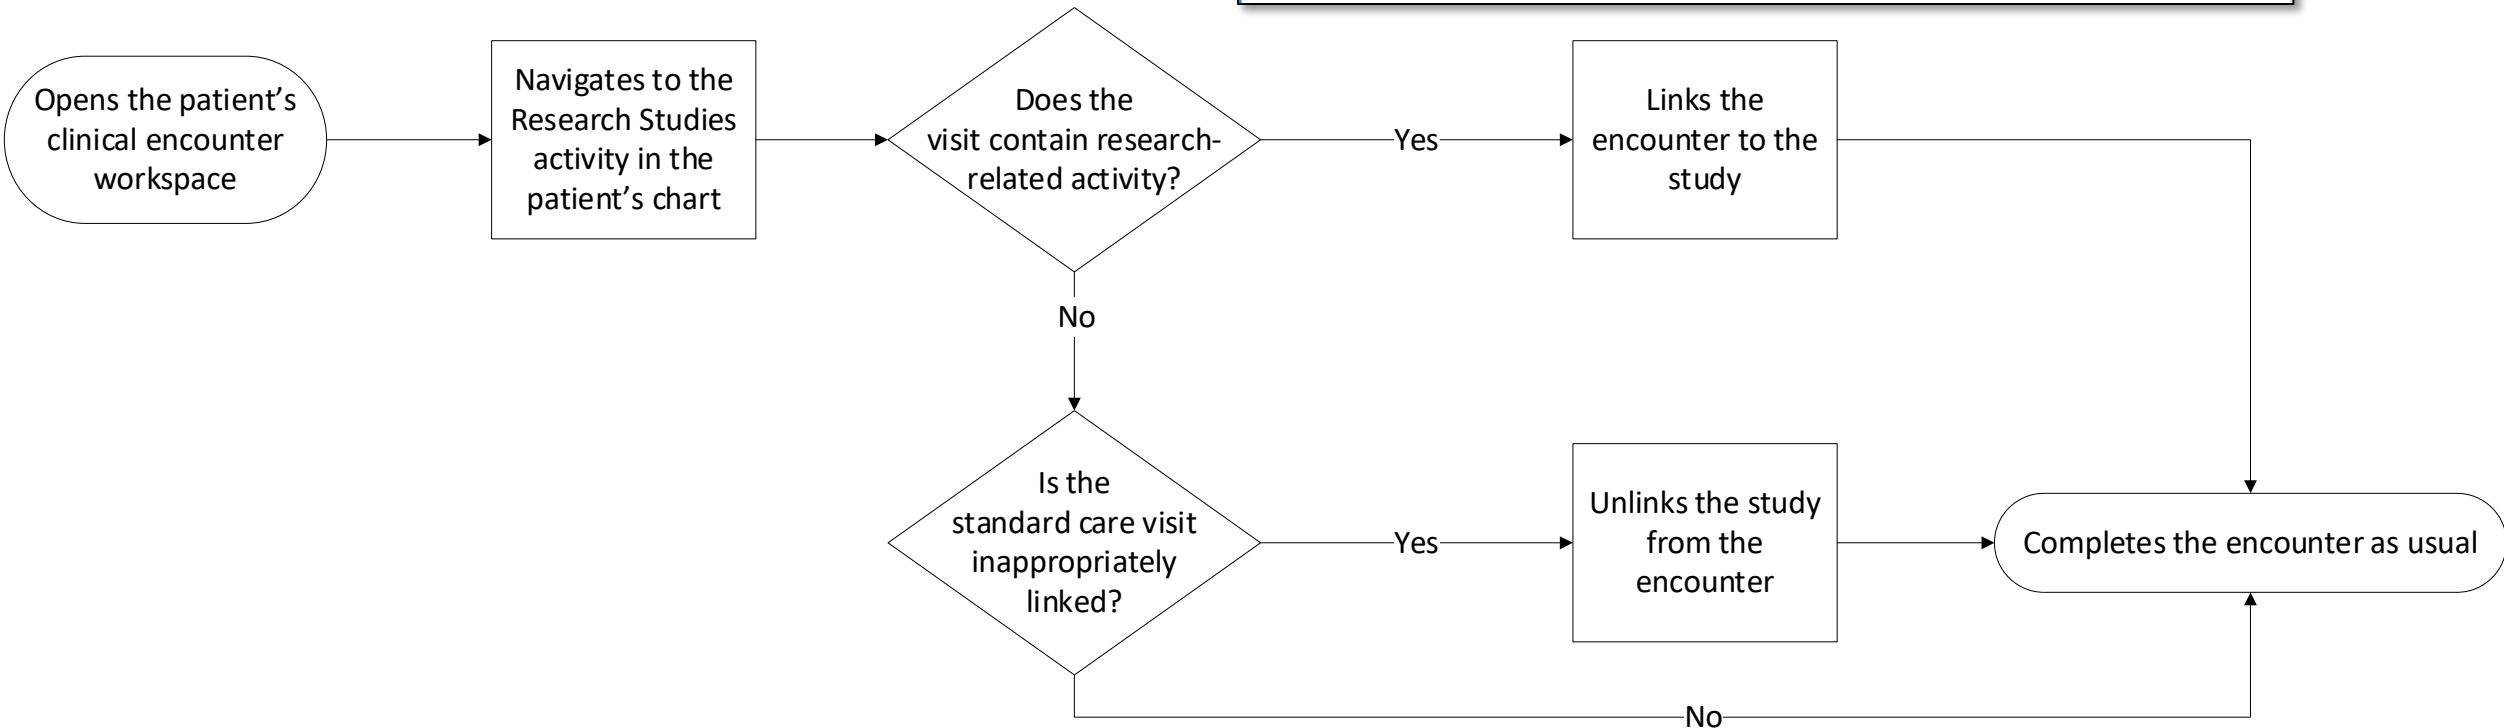 Opens the patient’s
clinical encounter
workspace
Navigates to the
Research Studies
activity in the
patient’s chart
Does the
visit contain research-
related activity?
Yes
Links the
encounter to the
study
No
Is the
standard care visit
inappropriately
linked?
Yes
Unlinks the study
from the
encounter
Completes the encounter as usual
No